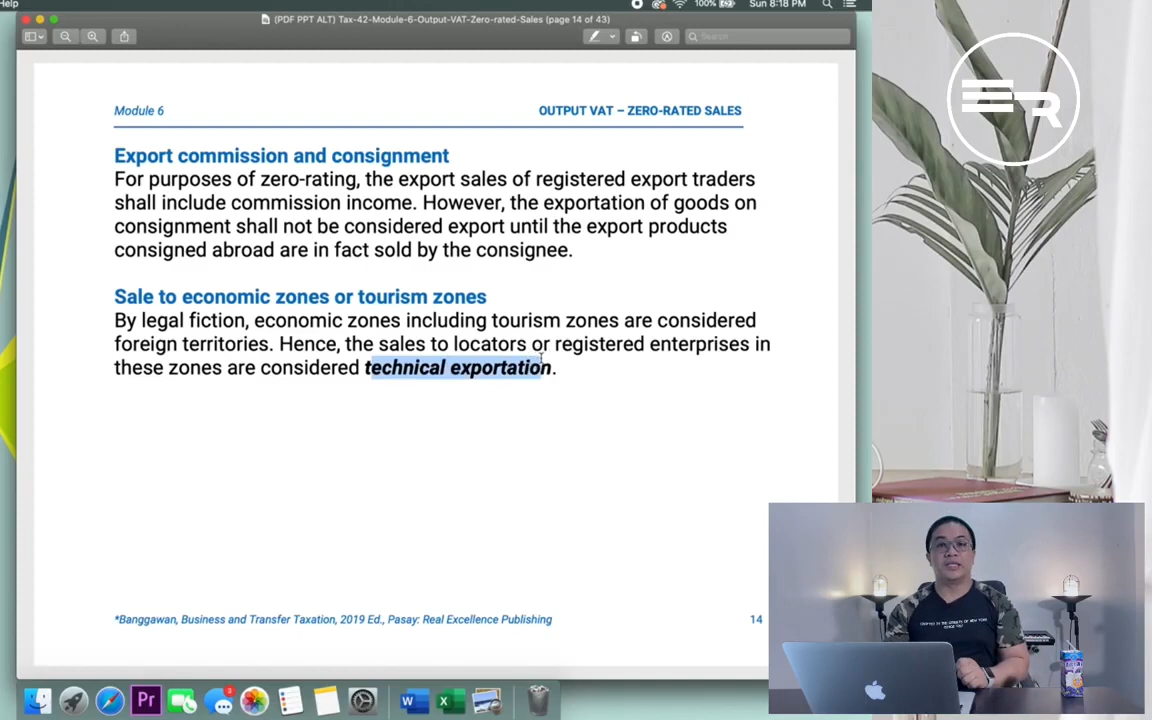 Help
100%
Sun 8:18 PM
(PDF PPT ALT) Tax-42-Module-6-Output-VAT-Zero-rated-Sales (page 14 of 43)
Search
Module 6
OUTPUT VAT – ZERO-RATED SALES
Export commission and consignment
For purposes of zero-rating, the export sales of registered export traders
shall include commission income. However, the exportation of goods on
consignment shall not be considered export until the export products
consigned abroad are in fact sold by the consignee.
Sale to economic zones or tourism zones
By legal fiction, economic zones including tourism zones are considered
foreign territories. Hence, the sales to locators or registered enterprises in
these zones are considered technical exportation.
*Banggawan, Business and Transfer Taxation, 2019 Ed., Pasay: Real Excellence Publishing
14
ER
Pr
3
W
X